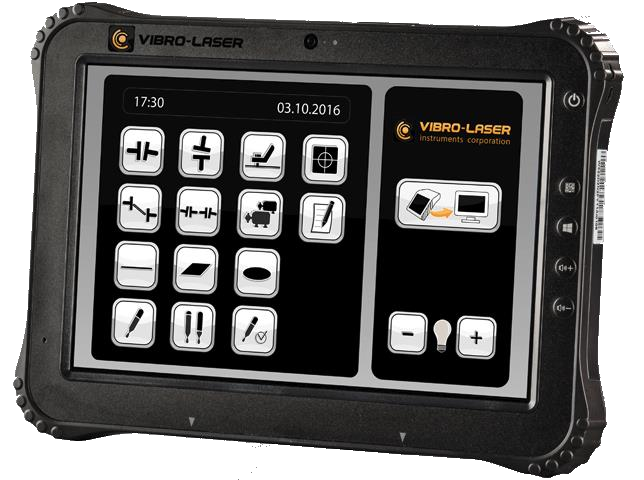 VIBRO-LASER
17:30
03.10.2016
VIBRO-LASER
instruments corporation